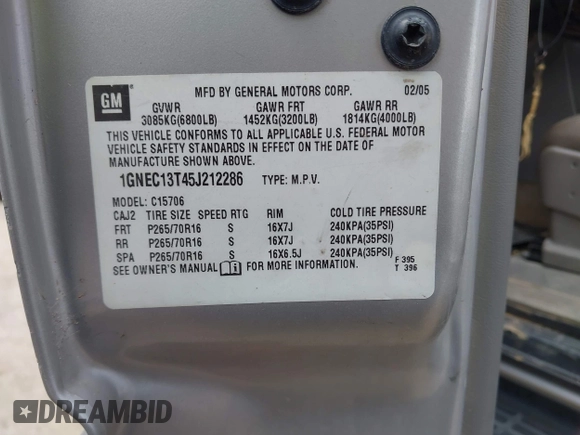 GM
MFD BY GENERAL MOTORS CORP. 02/05
GVWR GAWR FRT GAWR RR
3085KG(6800LB) 1452KG(3200LB) 1814KG(4000LB)
THIS VEHICLE CONFORMS TO ALL APPLICABLE U.S. FEDERAL MOTOR
VEHICLE SAFETY STANDARDS IN EFFECT ON THE DATE OF
MANUFACTURE SHOWN ABOVE.
1GNEC13T45J212286 TYPE: M.P.V.
MODEL: C15706
CAJ2 TIRE SIZE SPEED RTG RIM COLD TIRE PRESSURE
FRT P265/70R16 S 16X7J 240KPA(35PSI)
RR P265/70R16 S 16X7J 240KPA(35PSI)
SPA P265/70R16 S 16X6.5J 240KPA(35PSI)
SEE OWNER'S MANUAL FOR MORE INFORMATION. F 395
T 396
DREAMBID